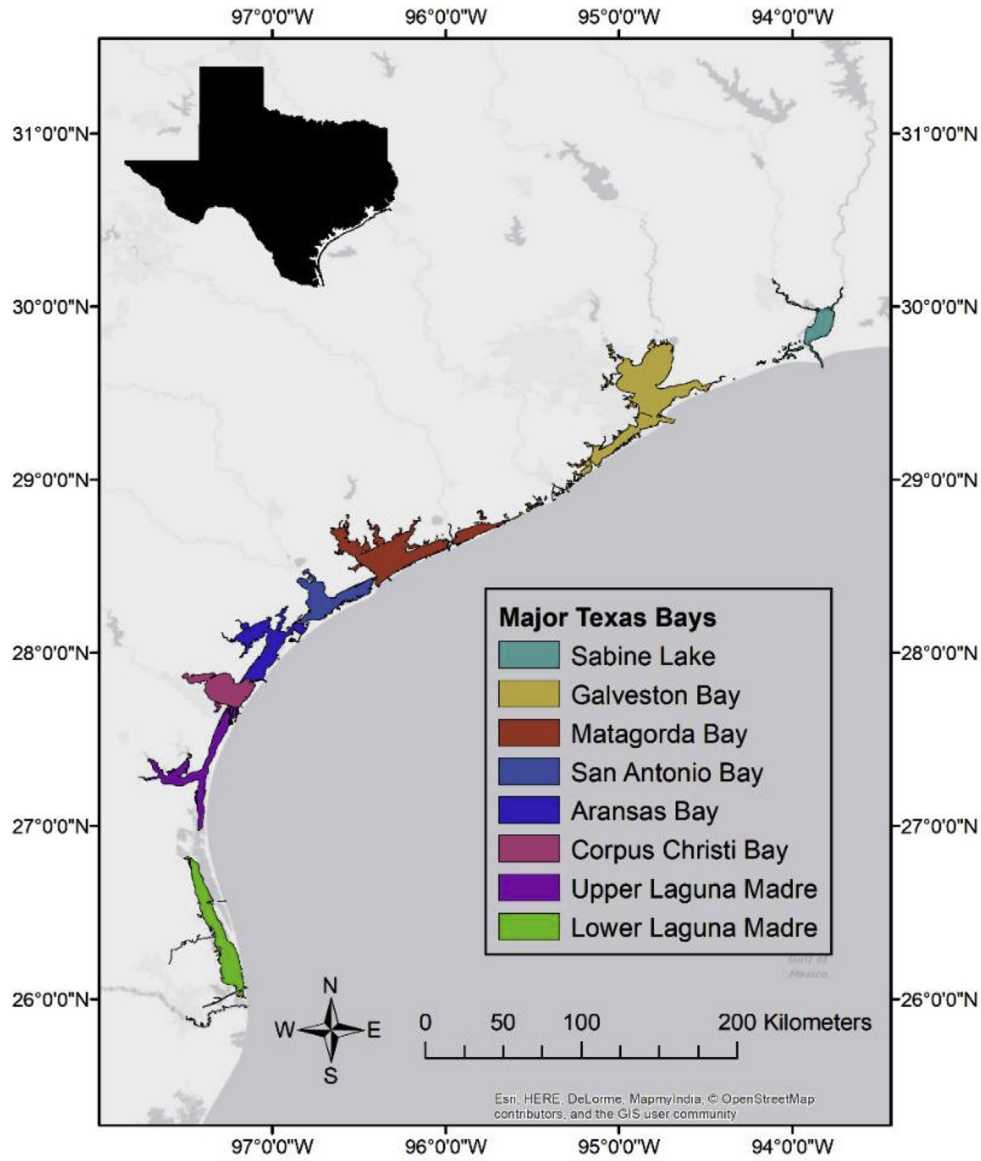 97°0'0"W 96°0'0"W 95°0'0"W 94°0'0"W
31°0'0"N 31°0'0"N
30°0'0"N 30°0'0"N
29°0'0"N 29°0'0"N
28°0'0"N 28°0'0"N
27°0'0"N 27°0'0"N
26°0'0"N 26°0'0"N
Major Texas Bays
Sabine Lake
Galveston Bay
Matagorda Bay
San Antonio Bay
Aransas Bay
Corpus Christi Bay
Upper Laguna Madre
Lower Laguna Madre
Gulf of
Mexico
N
W E
S
0 50 100 200 Kilometers
Esri, HERE, DeLorme, MapmyIndia, © OpenStreetMap
contributors, and the GIS user community
97°0'0"W 96°0'0"W 95°0'0"W 94°0'0"W